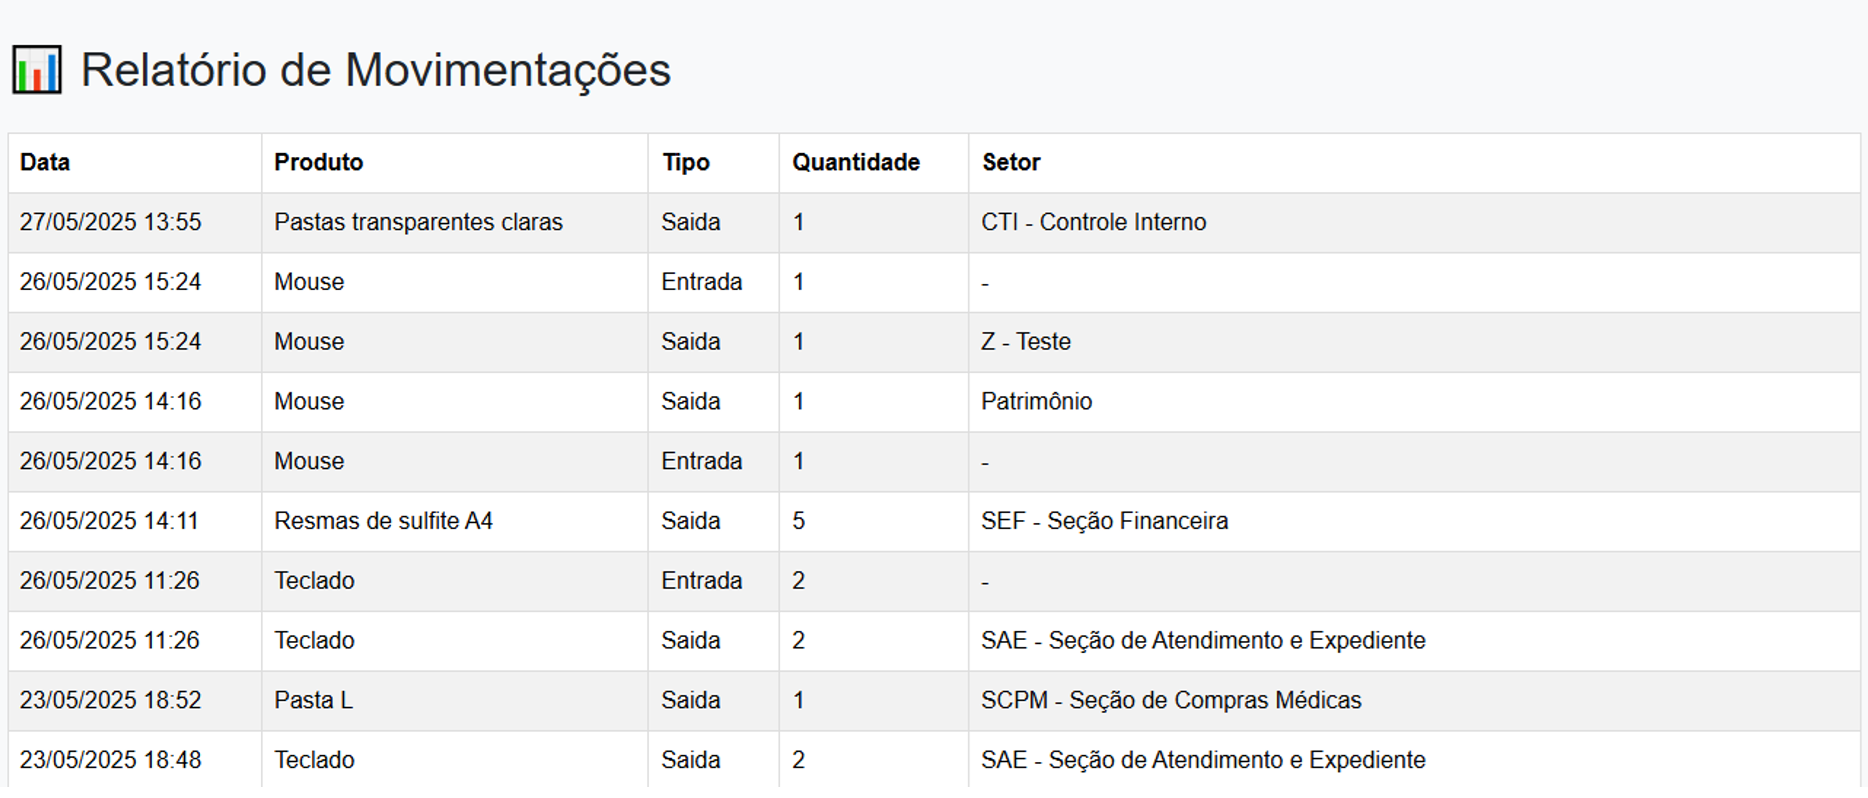 Relatório de Movimentações
Data Produto Tipo Quantidade Setor
27/05/2025 13:55 Pastas transparentes claras Saida 1 CTI - Controle Interno
26/05/2025 15:24 Mouse Entrada 1 -
26/05/2025 15:24 Mouse Saida 1 Z - Teste
26/05/2025 14:16 Mouse Saida 1 Patrimônio
26/05/2025 14:16 Mouse Entrada 1 -
26/05/2025 14:11 Resmas de sulfite A4 Saida 5 SEF - Seção Financeira
26/05/2025 11:26 Teclado Entrada 2 -
26/05/2025 11:26 Teclado Saida 2 SAE - Seção de Atendimento e Expediente
23/05/2025 18:52 Pasta L Saida 1 SCPM - Seção de Compras Médicas
23/05/2025 18:48 Teclado Saida 2 SAE - Seção de Atendimento e Expediente